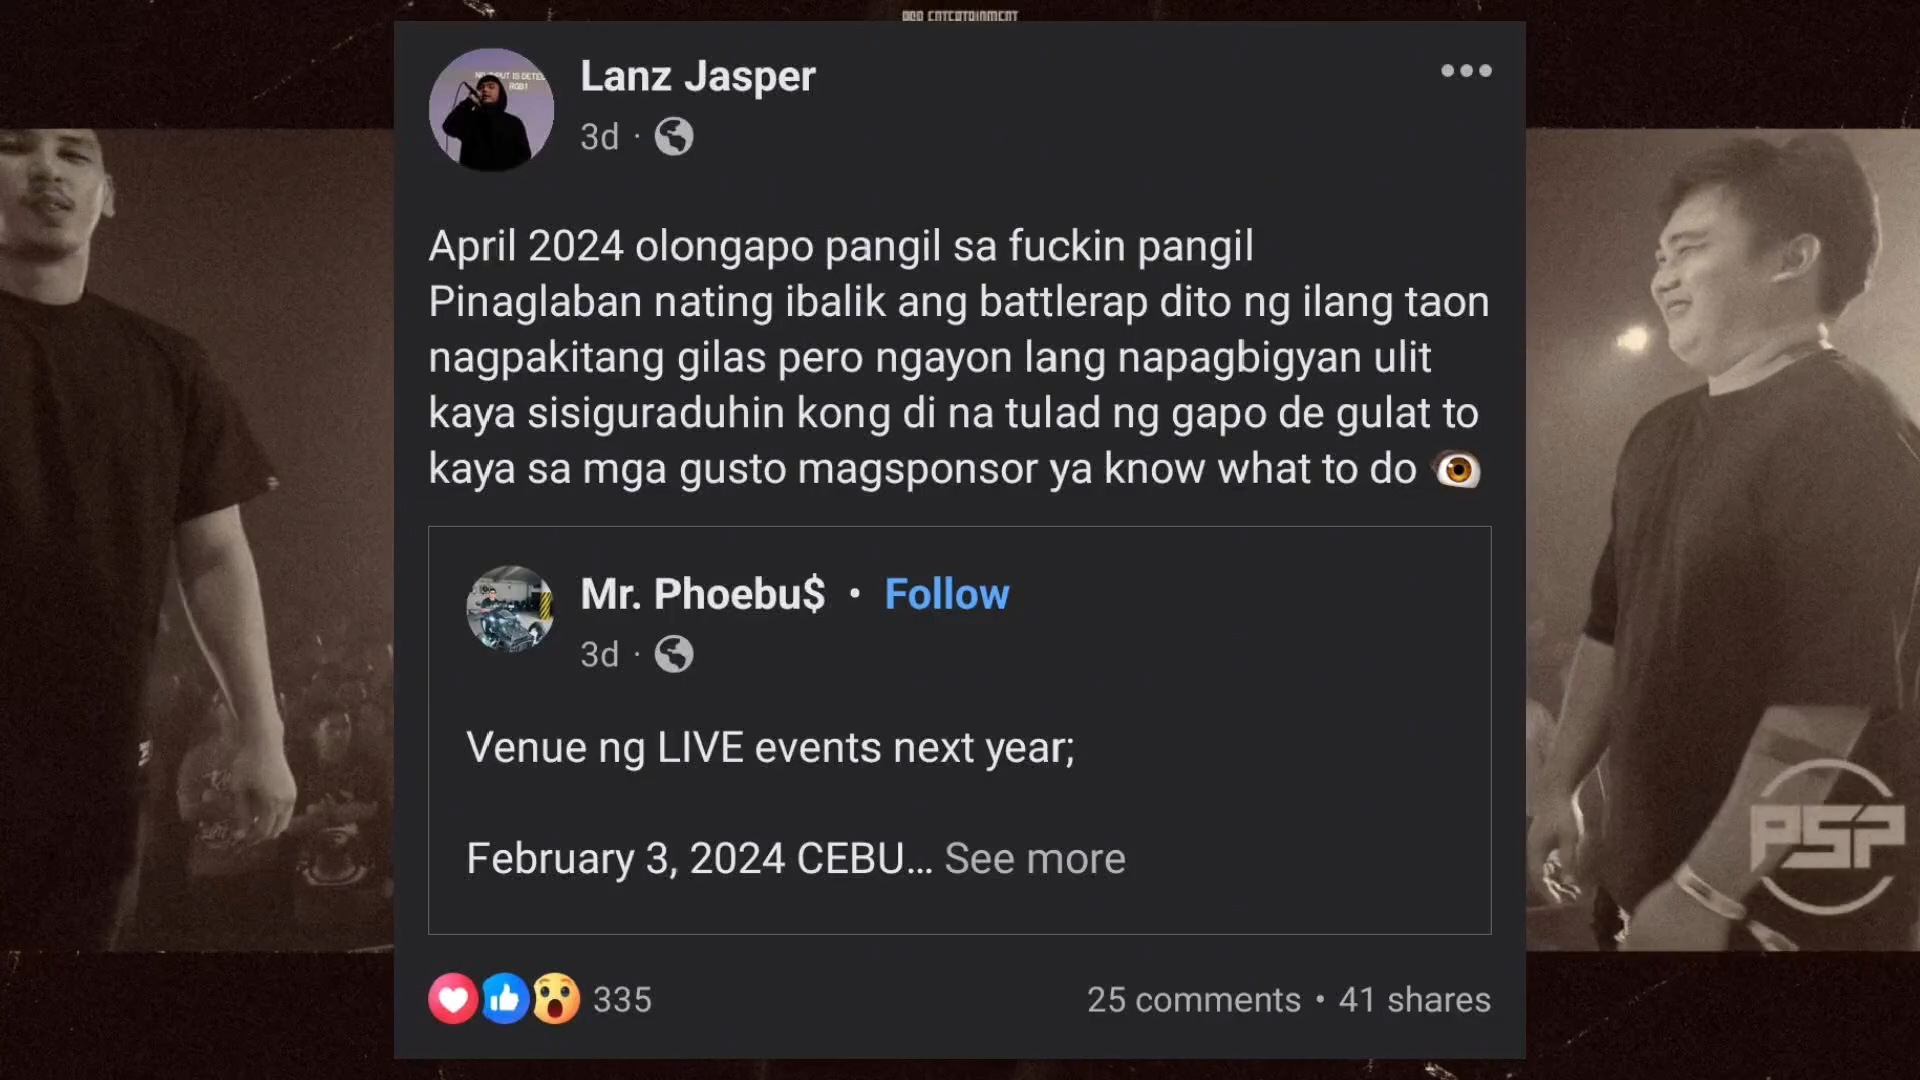 PSP ENTERTAINMENT
Lanz Jasper
3d ·
April 2024 olongapo pangil sa fuckin pangil
Pinaglaban nating ibalik ang battlerap dito ng ilang taon
nagpakitang gilas pero ngayon lang napagbigyan ulit
kaya sisiguraduhin kong di na tulad ng gapo de gulat to
kaya sa mga gusto magsponsor ya know what to do
Mr. Phoebu$ • Follow
3d ·
Venue ng LIVE events next year;
February 3, 2024 CEBU... See more
335
25 comments • 41 shares
PSP